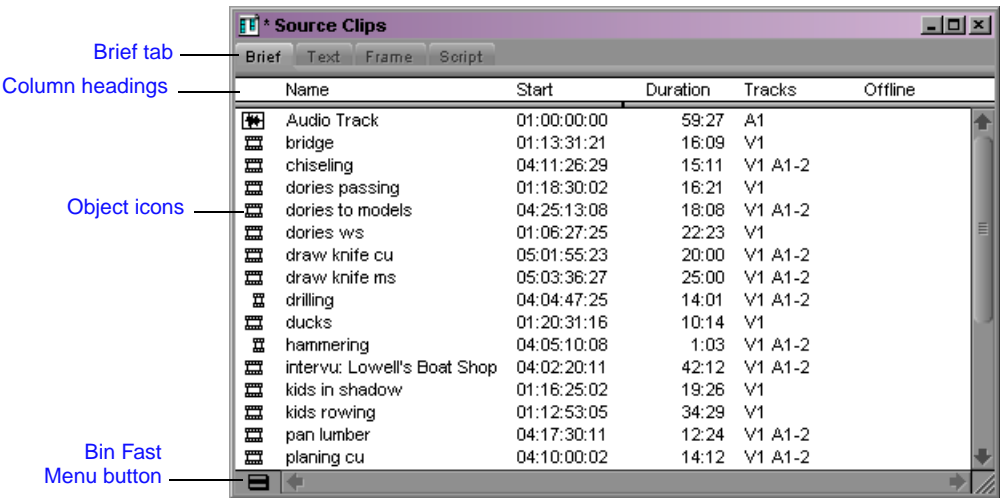 * Source Clips
Brief tab
Brief Text Frame Script
Column headings
Name Start Duration Tracks Offline
Audio Track 01:00:00:00 59:27 A1
bridge 01:13:31:21 16:09 V1
chiseling 04:11:26:29 15:11 V1 A1-2
dories passing 01:18:30:02 16:21 V1
Object icons
dories to models 04:25:13:08 18:08 V1 A1-2
dories ws 01:06:27:25 22:23 V1
draw knife cu 05:01:55:23 20:00 V1 A1-2
draw knife ms 05:03:36:27 25:00 V1 A1-2
drilling 04:04:47:25 14:01 V1 A1-2
ducks 01:20:31:16 10:14 V1
hammering 04:05:10:08 1:03 V1 A1-2
intervu: Lowell's Boat Shop 04:02:20:11 42:12 V1 A1-2
kids in shadow 01:16:25:02 19:26 V1
kids rowing 01:12:53:05 34:29 V1
pan lumber 04:17:30:11 12:24 V1 A1-2
planing cu 04:10:00:02 14:12 V1 A1-2
Bin Fast
Menu button